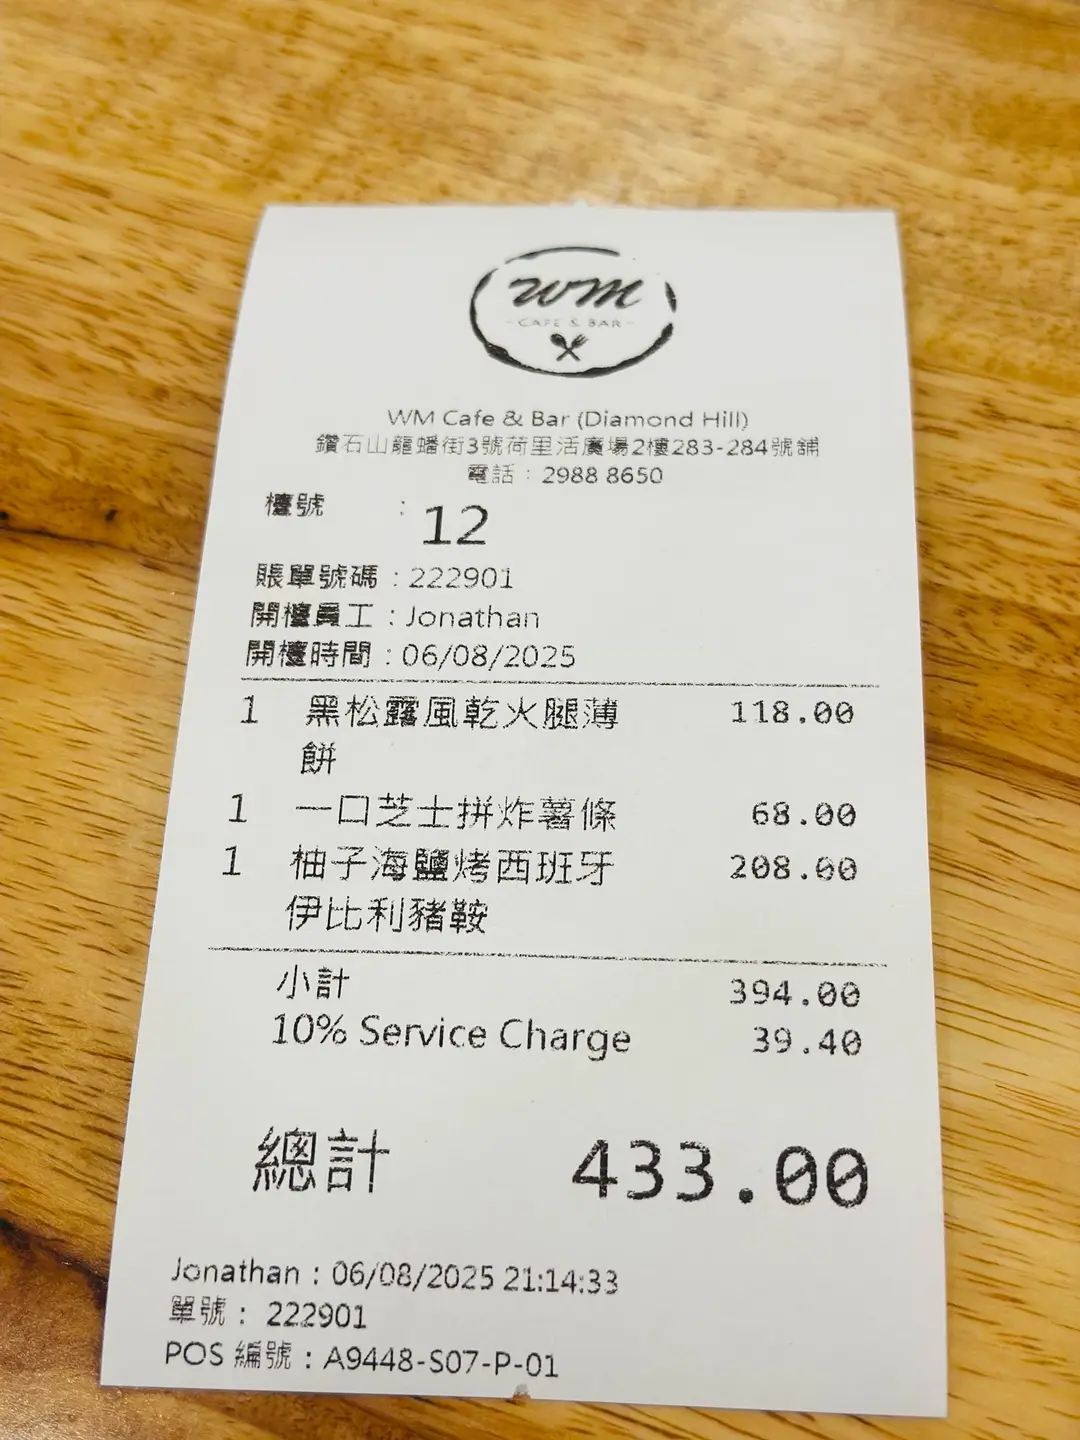 WM
CAFE & BAR
WM Cafe & Bar (Diamond Hill)
鑽石山龍蟠街3號荷里活廣場2樓283-284號舖
電話：2988 8650
檯號 : 12
賬單號碼 : 222901
開檯員工 : Jonathan
開檯時間 : 06/08/2025
1 黑松露風乾火腿薄 118.00
餅
1 一口芝士拼炸薯條 68.00
1 柚子海鹽烤西班牙 208.00
伊比利豬鞍
小計 394.00
10% Service Charge 39.40
總計 433.00
Jonathan : 06/08/2025 21:14:33
單號 : 222901
POS 編號 : A9448-S07-P-01